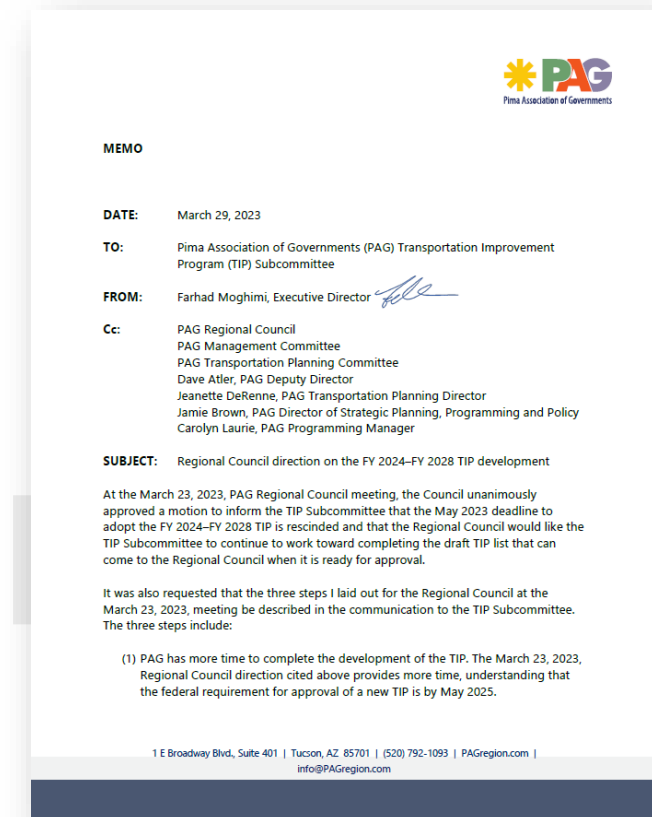 PAG
Pima Association of Governments
MEMO
DATE: March 29, 2023
TO: Pima Association of Governments (PAG) Transportation Improvement
Program (TIP) Subcommittee
FROM: Farhad Moghimi, Executive Director
Cc: PAG Regional Council
PAG Management Committee
PAG Transportation Planning Committee
Dave Atler, PAG Deputy Director
Jeanette DeRenne, PAG Transportation Planning Director
Jamie Brown, PAG Director of Strategic Planning, Programming and Policy
Carolyn Laurie, PAG Programming Manager
SUBJECT: Regional Council direction on the FY 2024–FY 2028 TIP development
At the March 23, 2023, PAG Regional Council meeting, the Council unanimously
approved a motion to inform the TIP Subcommittee that the May 2023 deadline to
adopt the FY 2024–FY 2028 TIP is rescinded and that the Regional Council would like the
TIP Subcommittee to continue to work toward completing the draft TIP list that can
come to the Regional Council when it is ready for approval.
It was also requested that the three steps I laid out for the Regional Council at the
March 23, 2023, meeting be described in the communication to the TIP Subcommittee.
The three steps include:
(1) PAG has more time to complete the development of the TIP. The March 23, 2023,
Regional Council direction cited above provides more time, understanding that
the federal requirement for approval of a new TIP is by May 2025.
1 E Broadway Blvd., Suite 401 | Tucson, AZ 85701 | (520) 792-1093 | PAGregion.com |
info@PAGregion.com